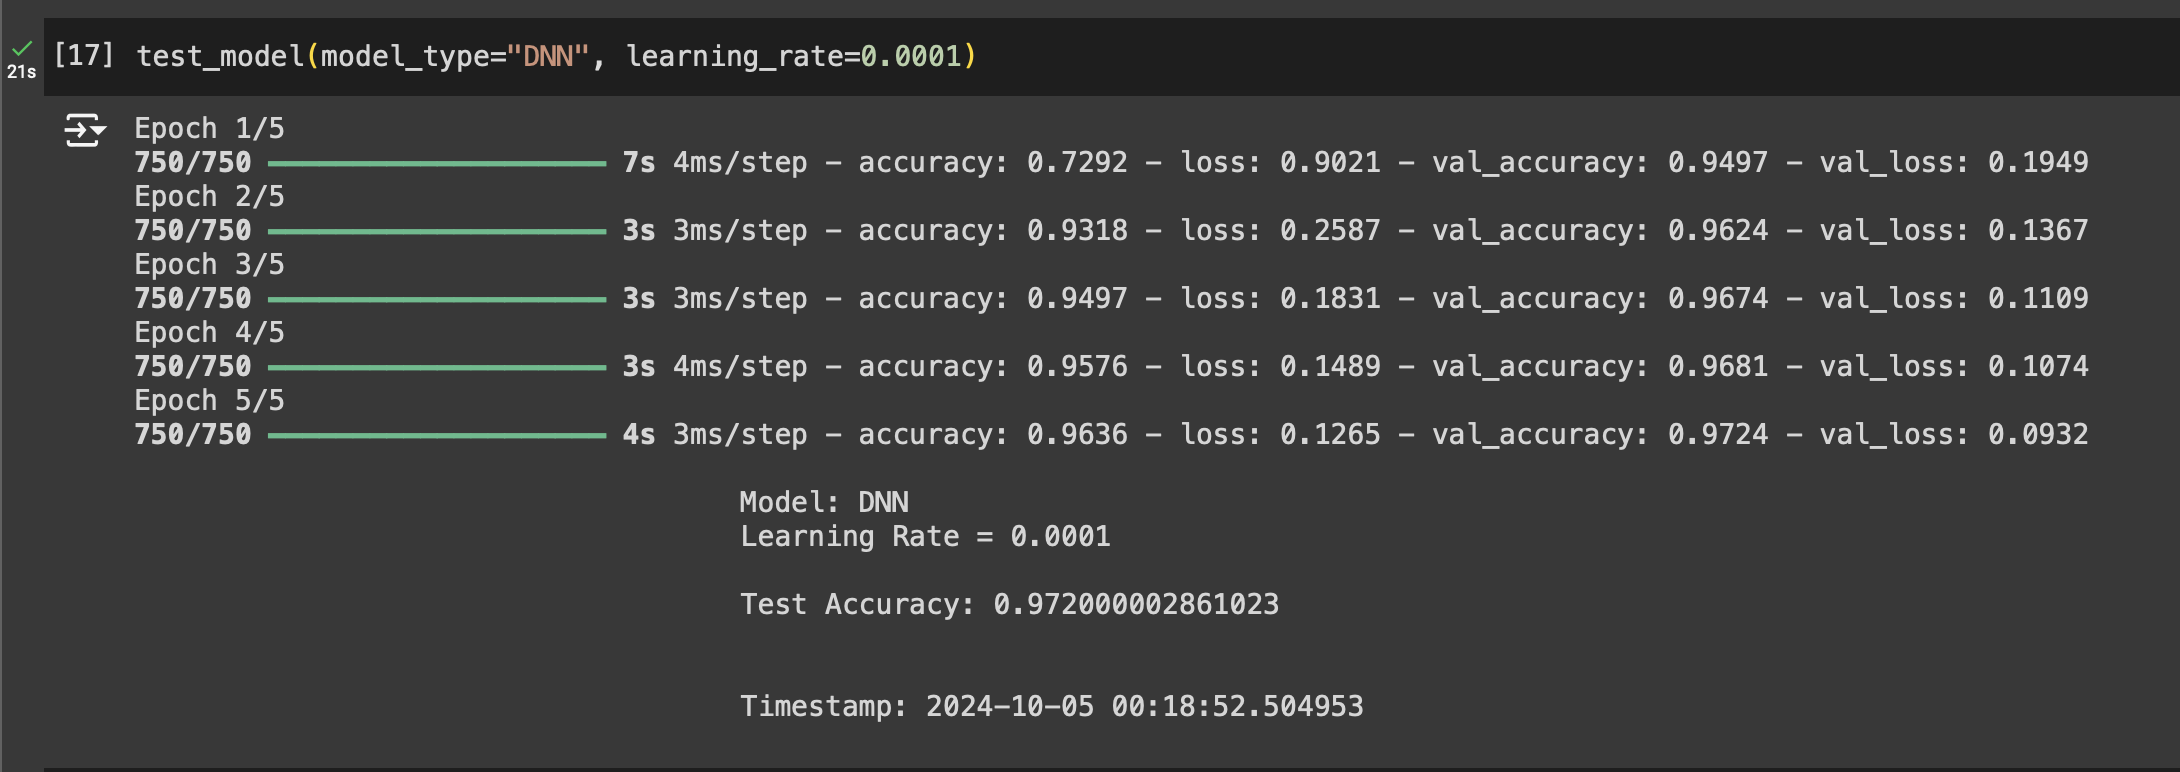 [17] test_model(model_type="DNN", learning_rate=0.0001)
21s
Epoch 1/5
750/750 ━━━━━━━━━━━━━━━━━━━━ 7s 4ms/step - accuracy: 0.7292 - loss: 0.9021 - val_accuracy: 0.9497 - val_loss: 0.1949
Epoch 2/5
750/750 ━━━━━━━━━━━━━━━━━━━━ 3s 3ms/step - accuracy: 0.9318 - loss: 0.2587 - val_accuracy: 0.9624 - val_loss: 0.1367
Epoch 3/5
750/750 ━━━━━━━━━━━━━━━━━━━━ 3s 3ms/step - accuracy: 0.9497 - loss: 0.1831 - val_accuracy: 0.9674 - val_loss: 0.1109
Epoch 4/5
750/750 ━━━━━━━━━━━━━━━━━━━━ 3s 4ms/step - accuracy: 0.9576 - loss: 0.1489 - val_accuracy: 0.9681 - val_loss: 0.1074
Epoch 5/5
750/750 ━━━━━━━━━━━━━━━━━━━━ 4s 3ms/step - accuracy: 0.9636 - loss: 0.1265 - val_accuracy: 0.9724 - val_loss: 0.0932
Model: DNN
Learning Rate = 0.0001
Test Accuracy: 0.972000002861023
Timestamp: 2024-10-05 00:18:52.504953